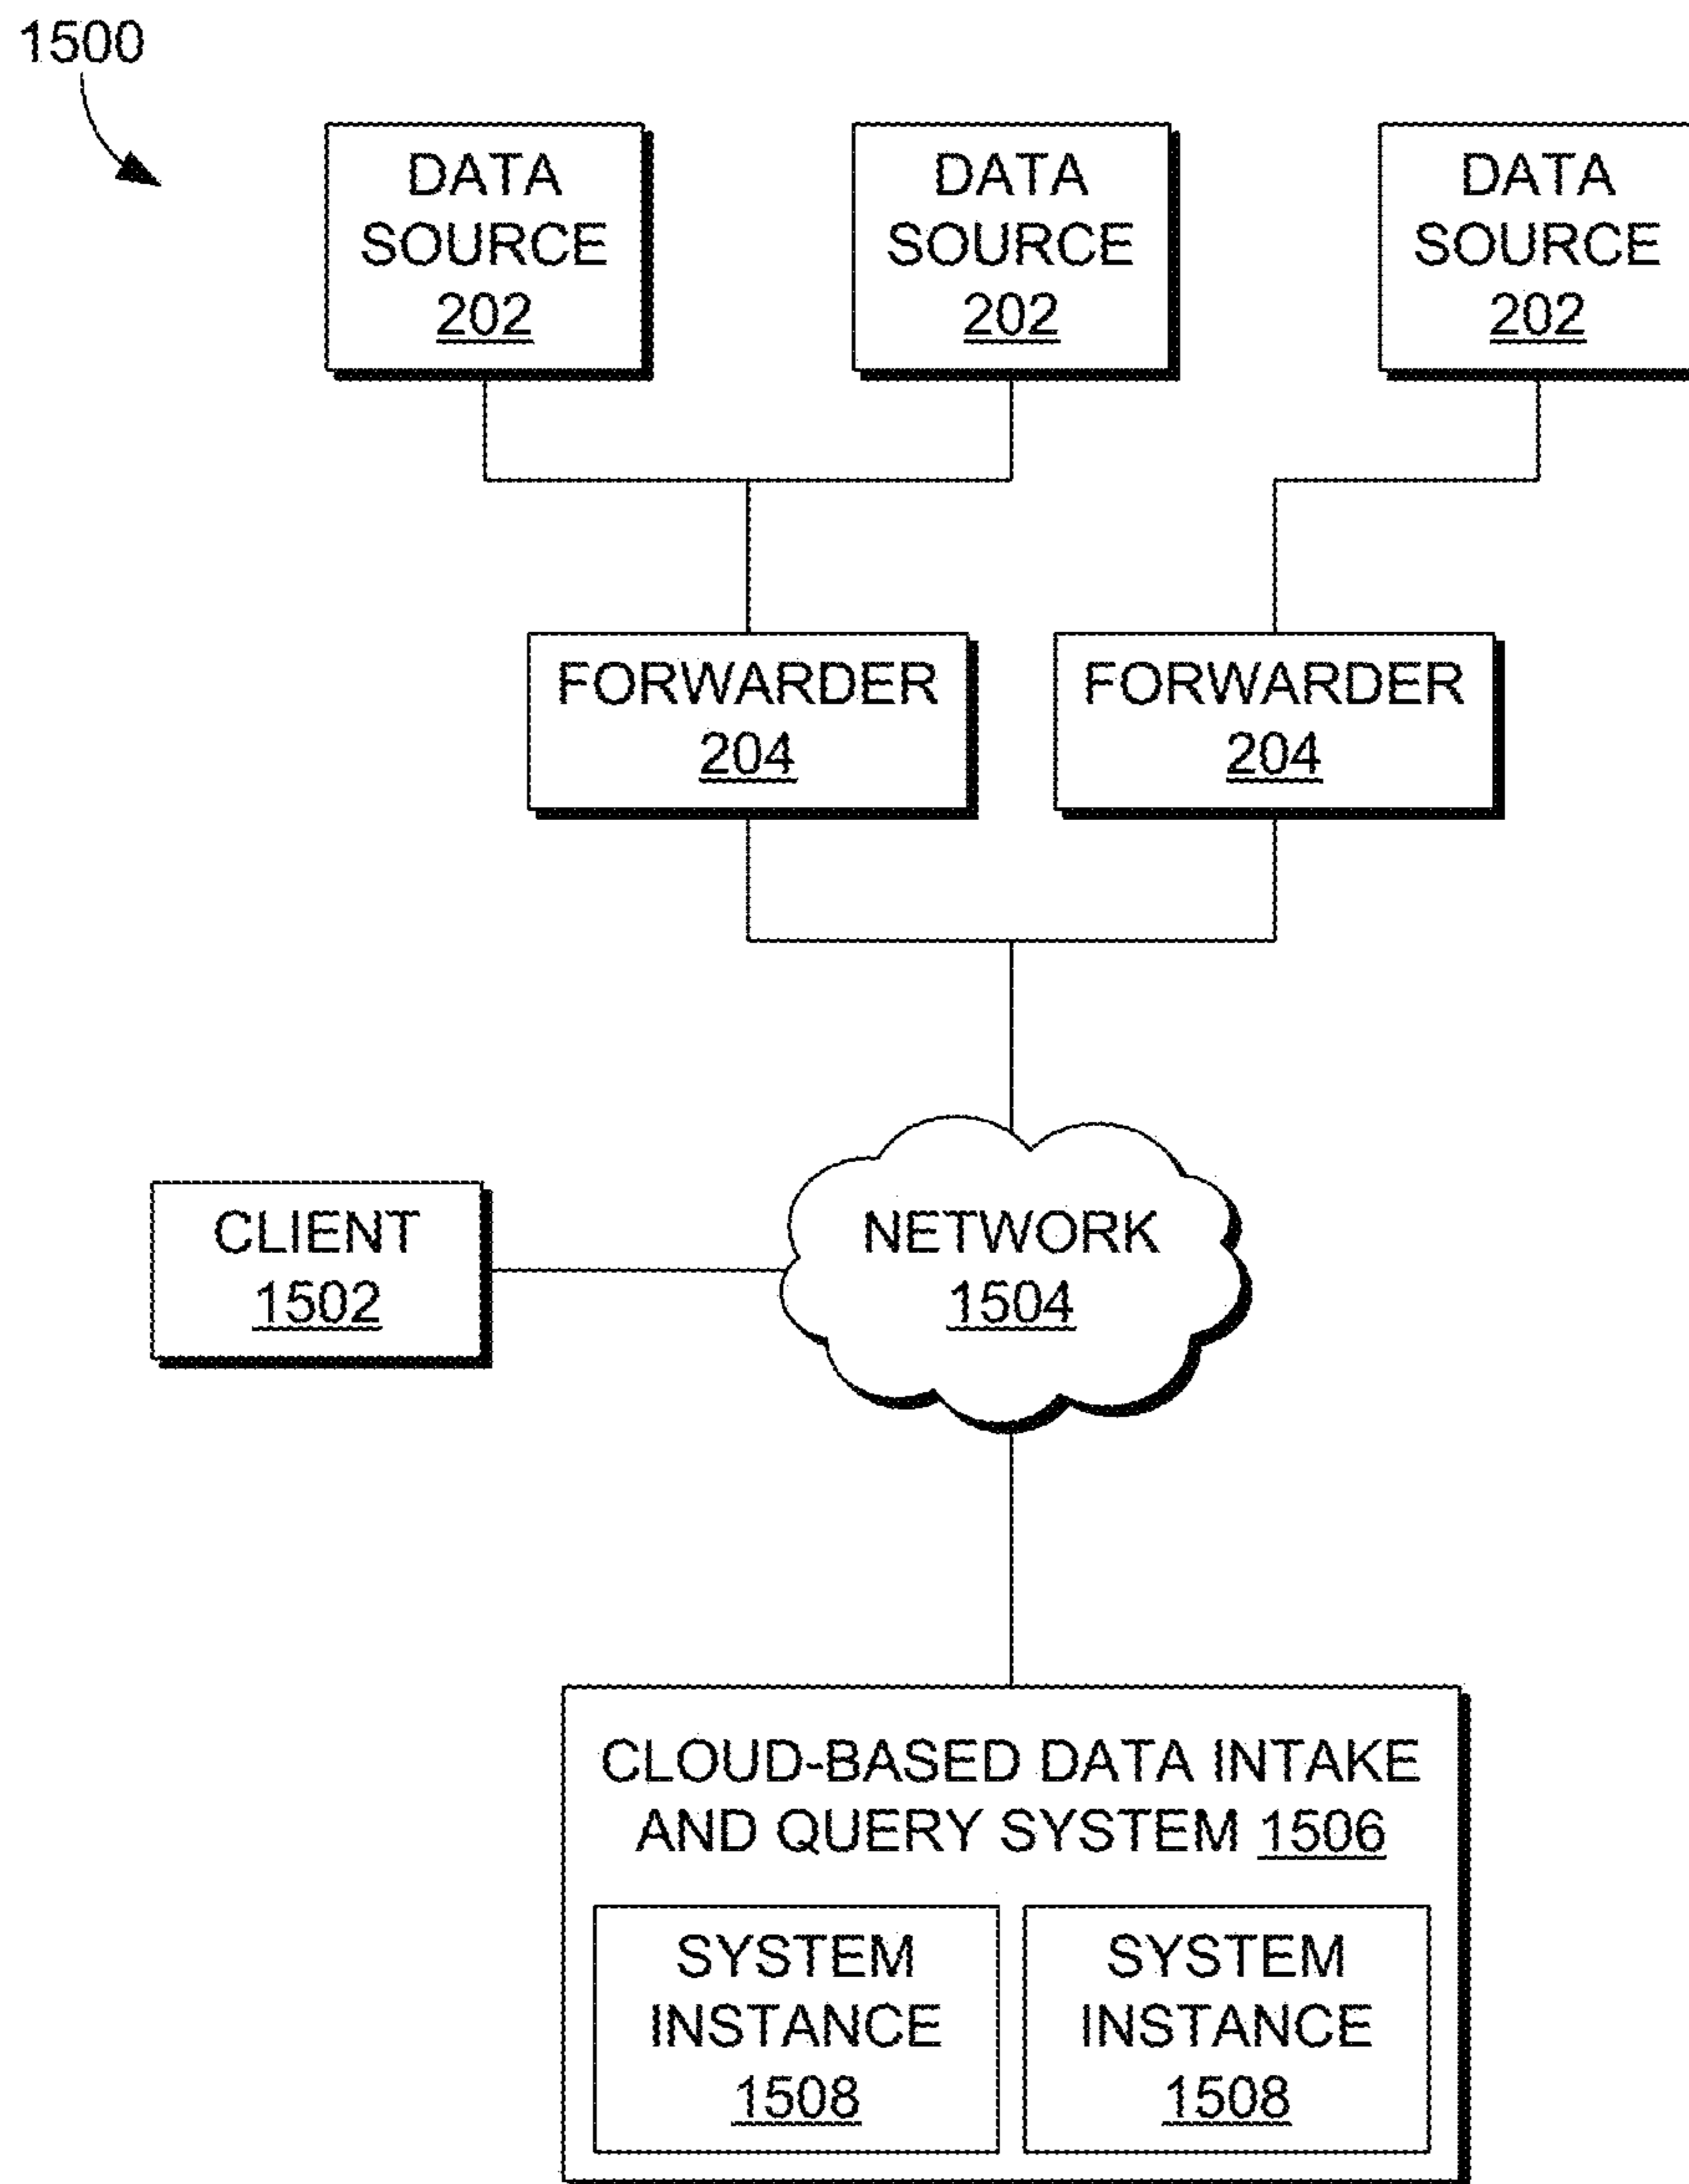 1500
DATA
SOURCE
202
DATA
SOURCE
202
DATA
SOURCE
202
FORWARDER
204
FORWARDER
204
CLIENT
1502
NETWORK
1504
CLOUD-BASED DATA INTAKE
AND QUERY SYSTEM 1506
SYSTEM
INSTANCE
1508
SYSTEM
INSTANCE
1508